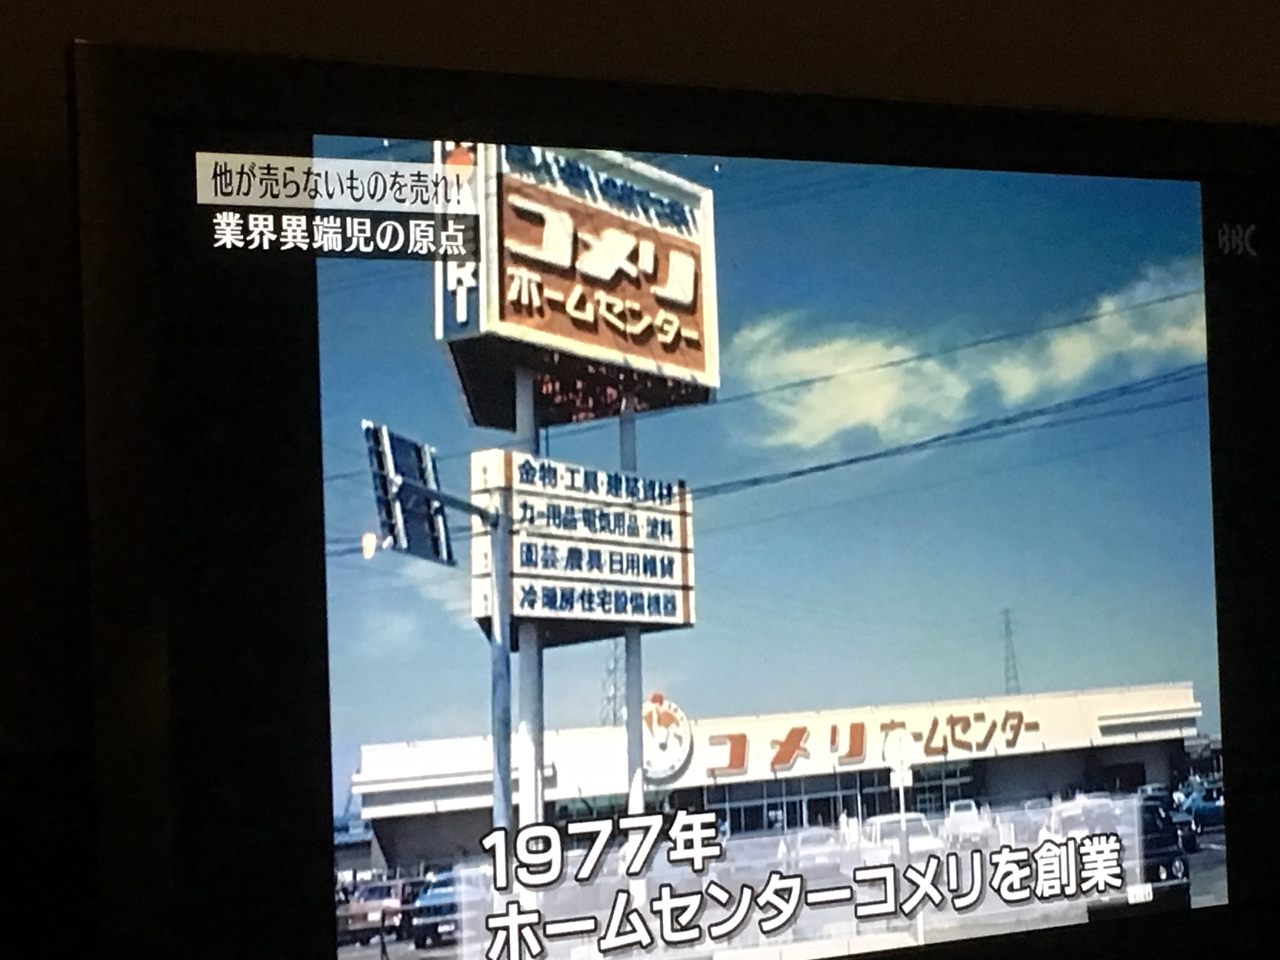 他が売らないものを売れ!
業界異端児の原点
コメリ
ホームセンター
金物・工具・建築資材
カー用品・電気用品・塗料
園芸・農具・日用雑貨
冷・暖房・住宅設備機器
コメリ ホームセンター
1977年
ホームセンターコメリを創業